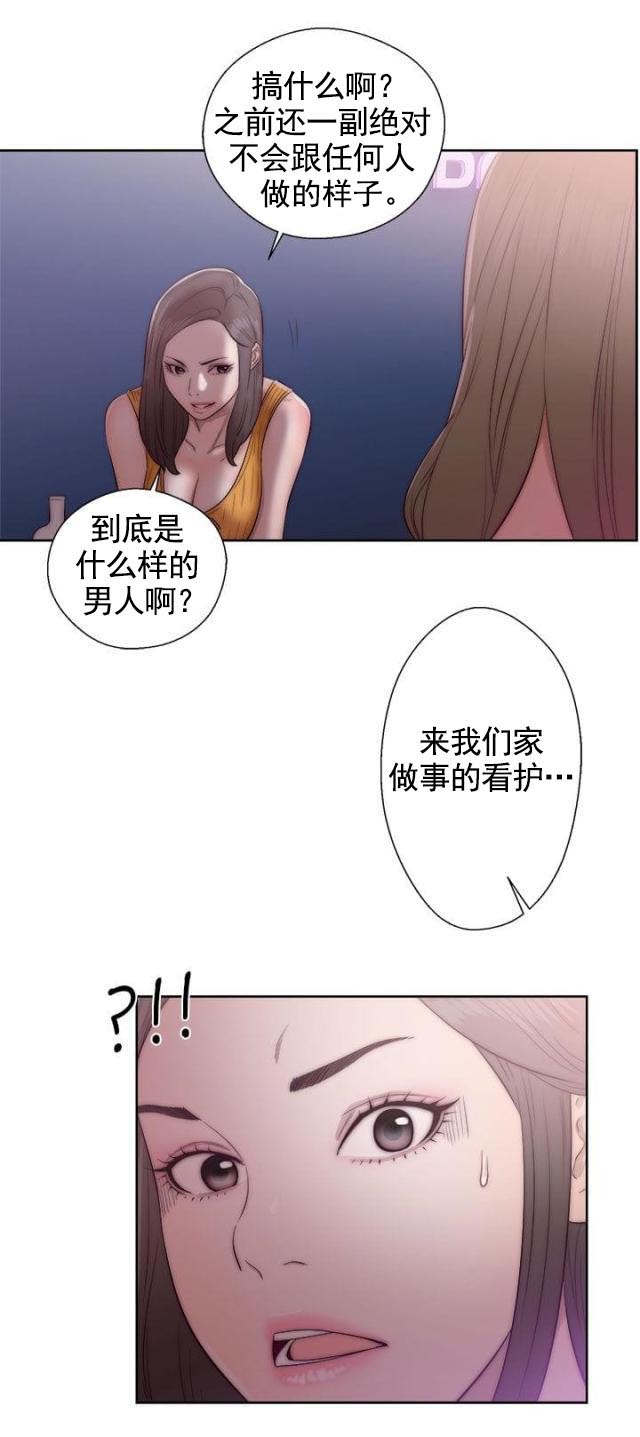 搞什么啊？
之前还一副绝对
不会跟任何人
做的样子。
到底是
什么样的
男人啊？
来我们家
做事的看护…
?!!